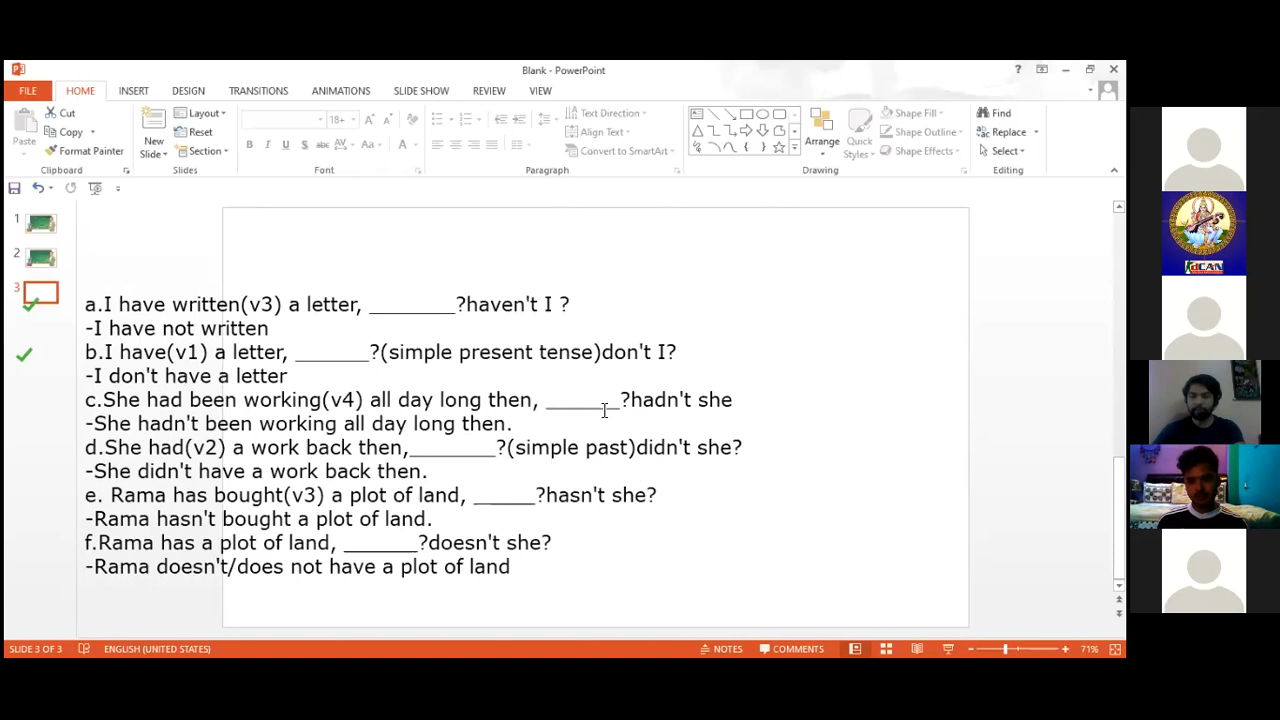 Blank - PowerPoint
FILE HOME INSERT DESIGN TRANSITIONS ANIMATIONS SLIDE SHOW REVIEW VIEW
Cut
Copy
Format Painter
Paste
Clipboard
New Slide
Layout
Reset
Section
Slides
18+
B I U S abc AV Aa A
Font
Text Direction
Align Text
Convert to SmartArt
Paragraph
Arrange
Quick Styles
Shape Fill
Shape Outline
Shape Effects
Drawing
Find
Replace
Select
Editing
1
2
3
a.I have written(v3) a letter, ________?haven't I ?
-I have not written
b.I have(v1) a letter, _______?(simple present tense)don't I?
-I don't have a letter
c.She had been working(v4) all day long then, _______?hadn't she
-She hadn't been working all day long then.
d.She had(v2) a work back then,________?(simple past)didn't she?
-She didn't have a work back then.
e. Rama has bought(v3) a plot of land, ______?hasn't she?
-Rama hasn't bought a plot of land.
f.Rama has a plot of land, _______?doesn't she?
-Rama doesn't/does not have a plot of land
SLIDE 3 OF 3 ENGLISH (UNITED STATES) NOTES COMMENTS 71%